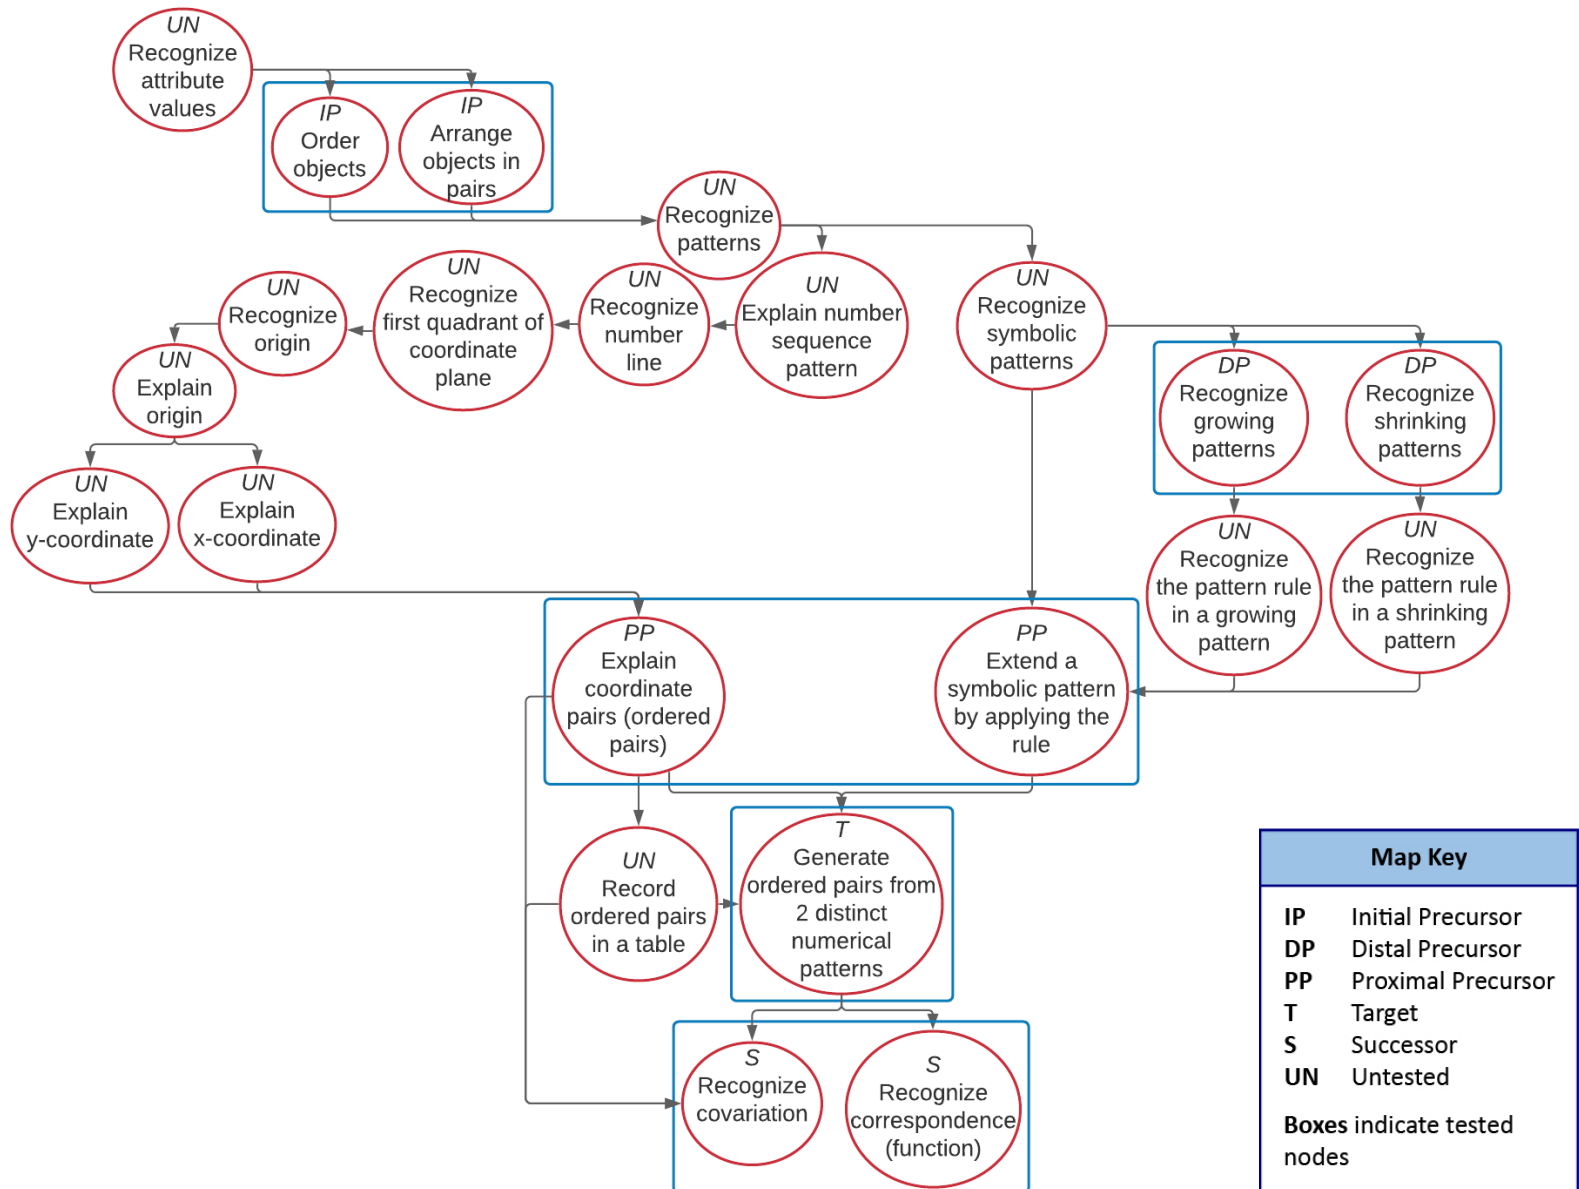 UN
Recognize
attribute
values
IP
Order
objects
IP
Arrange
objects in
pairs
UN
Recognize
patterns
UN
Recognize
origin
UN
Recognize
first quadrant of
coordinate
plane
UN
Recognize
number
line
UN
Explain number
sequence
pattern
UN
Recognize
symbolic
patterns
UN
Explain
origin
DP
Recognize
growing
patterns
DP
Recognize
shrinking
patterns
UN
Explain
y-coordinate
UN
Explain
x-coordinate
UN
Recognize
the pattern rule
in a growing
pattern
UN
Recognize
the pattern rule
in a shrinking
pattern
PP
Explain
coordinate
pairs (ordered
pairs)
PP
Extend a
symbolic pattern
by applying the
rule
UN
Record
ordered pairs
in a table
T
Generate
ordered pairs from
2 distinct
numerical
patterns
S
Recognize
covariation
S
Recognize
correspondence
(function)
Map Key
IP Initial Precursor
DP Distal Precursor
PP Proximal Precursor
T Target
S Successor
UN Untested
Boxes indicate tested
nodes